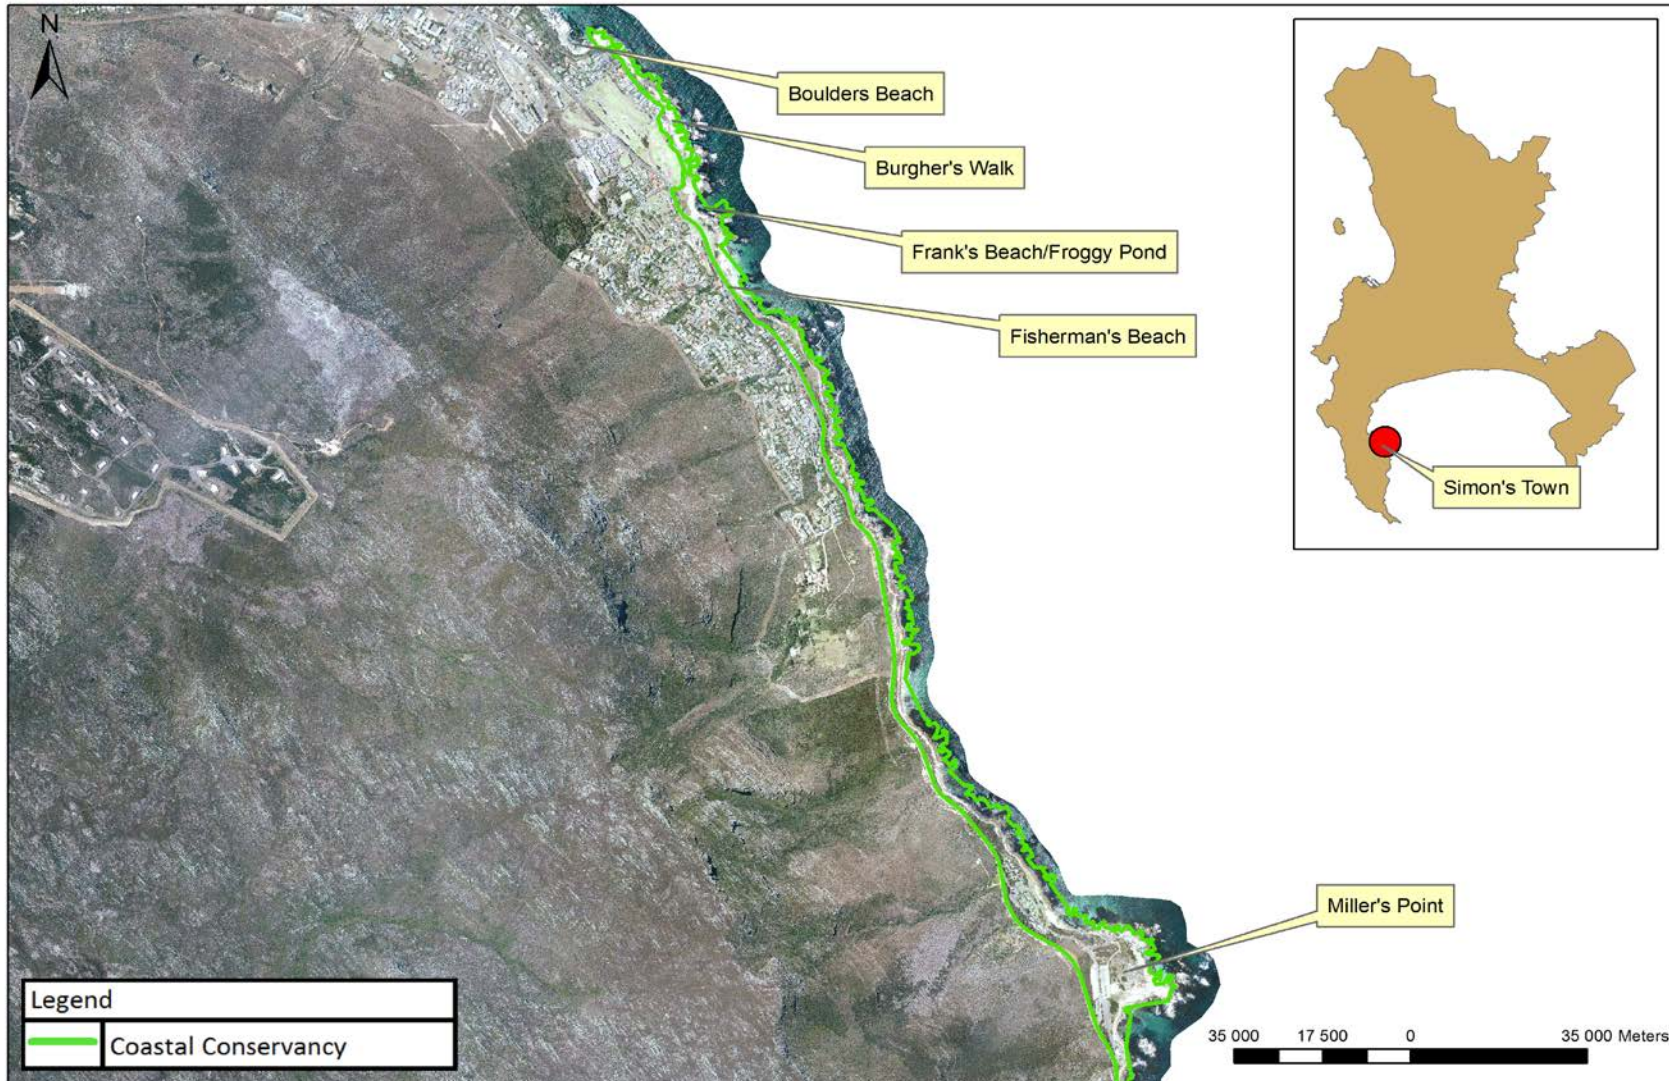 N
Boulders Beach
Burgher's Walk
Frank's Beach/Froggy Pond
Fisherman's Beach
Simon's Town
Miller's Point
Legend
Coastal Conservancy
35 000 17 500 0 35 000 Meters